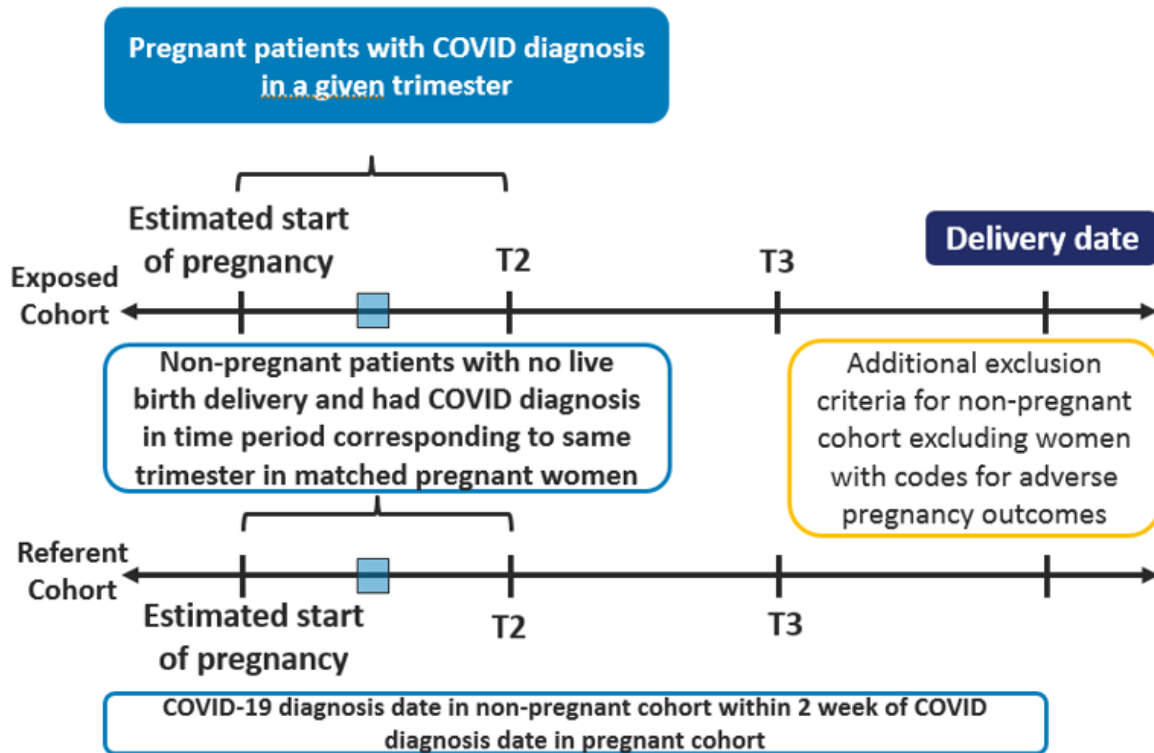 Pregnant patients with COVID diagnosis
in a given trimester
Estimated start
of pregnancy
T2
T3
Delivery date
Exposed
Cohort
Non-pregnant patients with no live
birth delivery and had COVID diagnosis
in time period corresponding to same
trimester in matched pregnant women
Additional exclusion
criteria for non-pregnant
cohort excluding women
with codes for adverse
pregnancy outcomes
Referent
Cohort
Estimated start
of pregnancy
T2
T3
COVID-19 diagnosis date in non-pregnant cohort within 2 week of COVID
diagnosis date in pregnant cohort